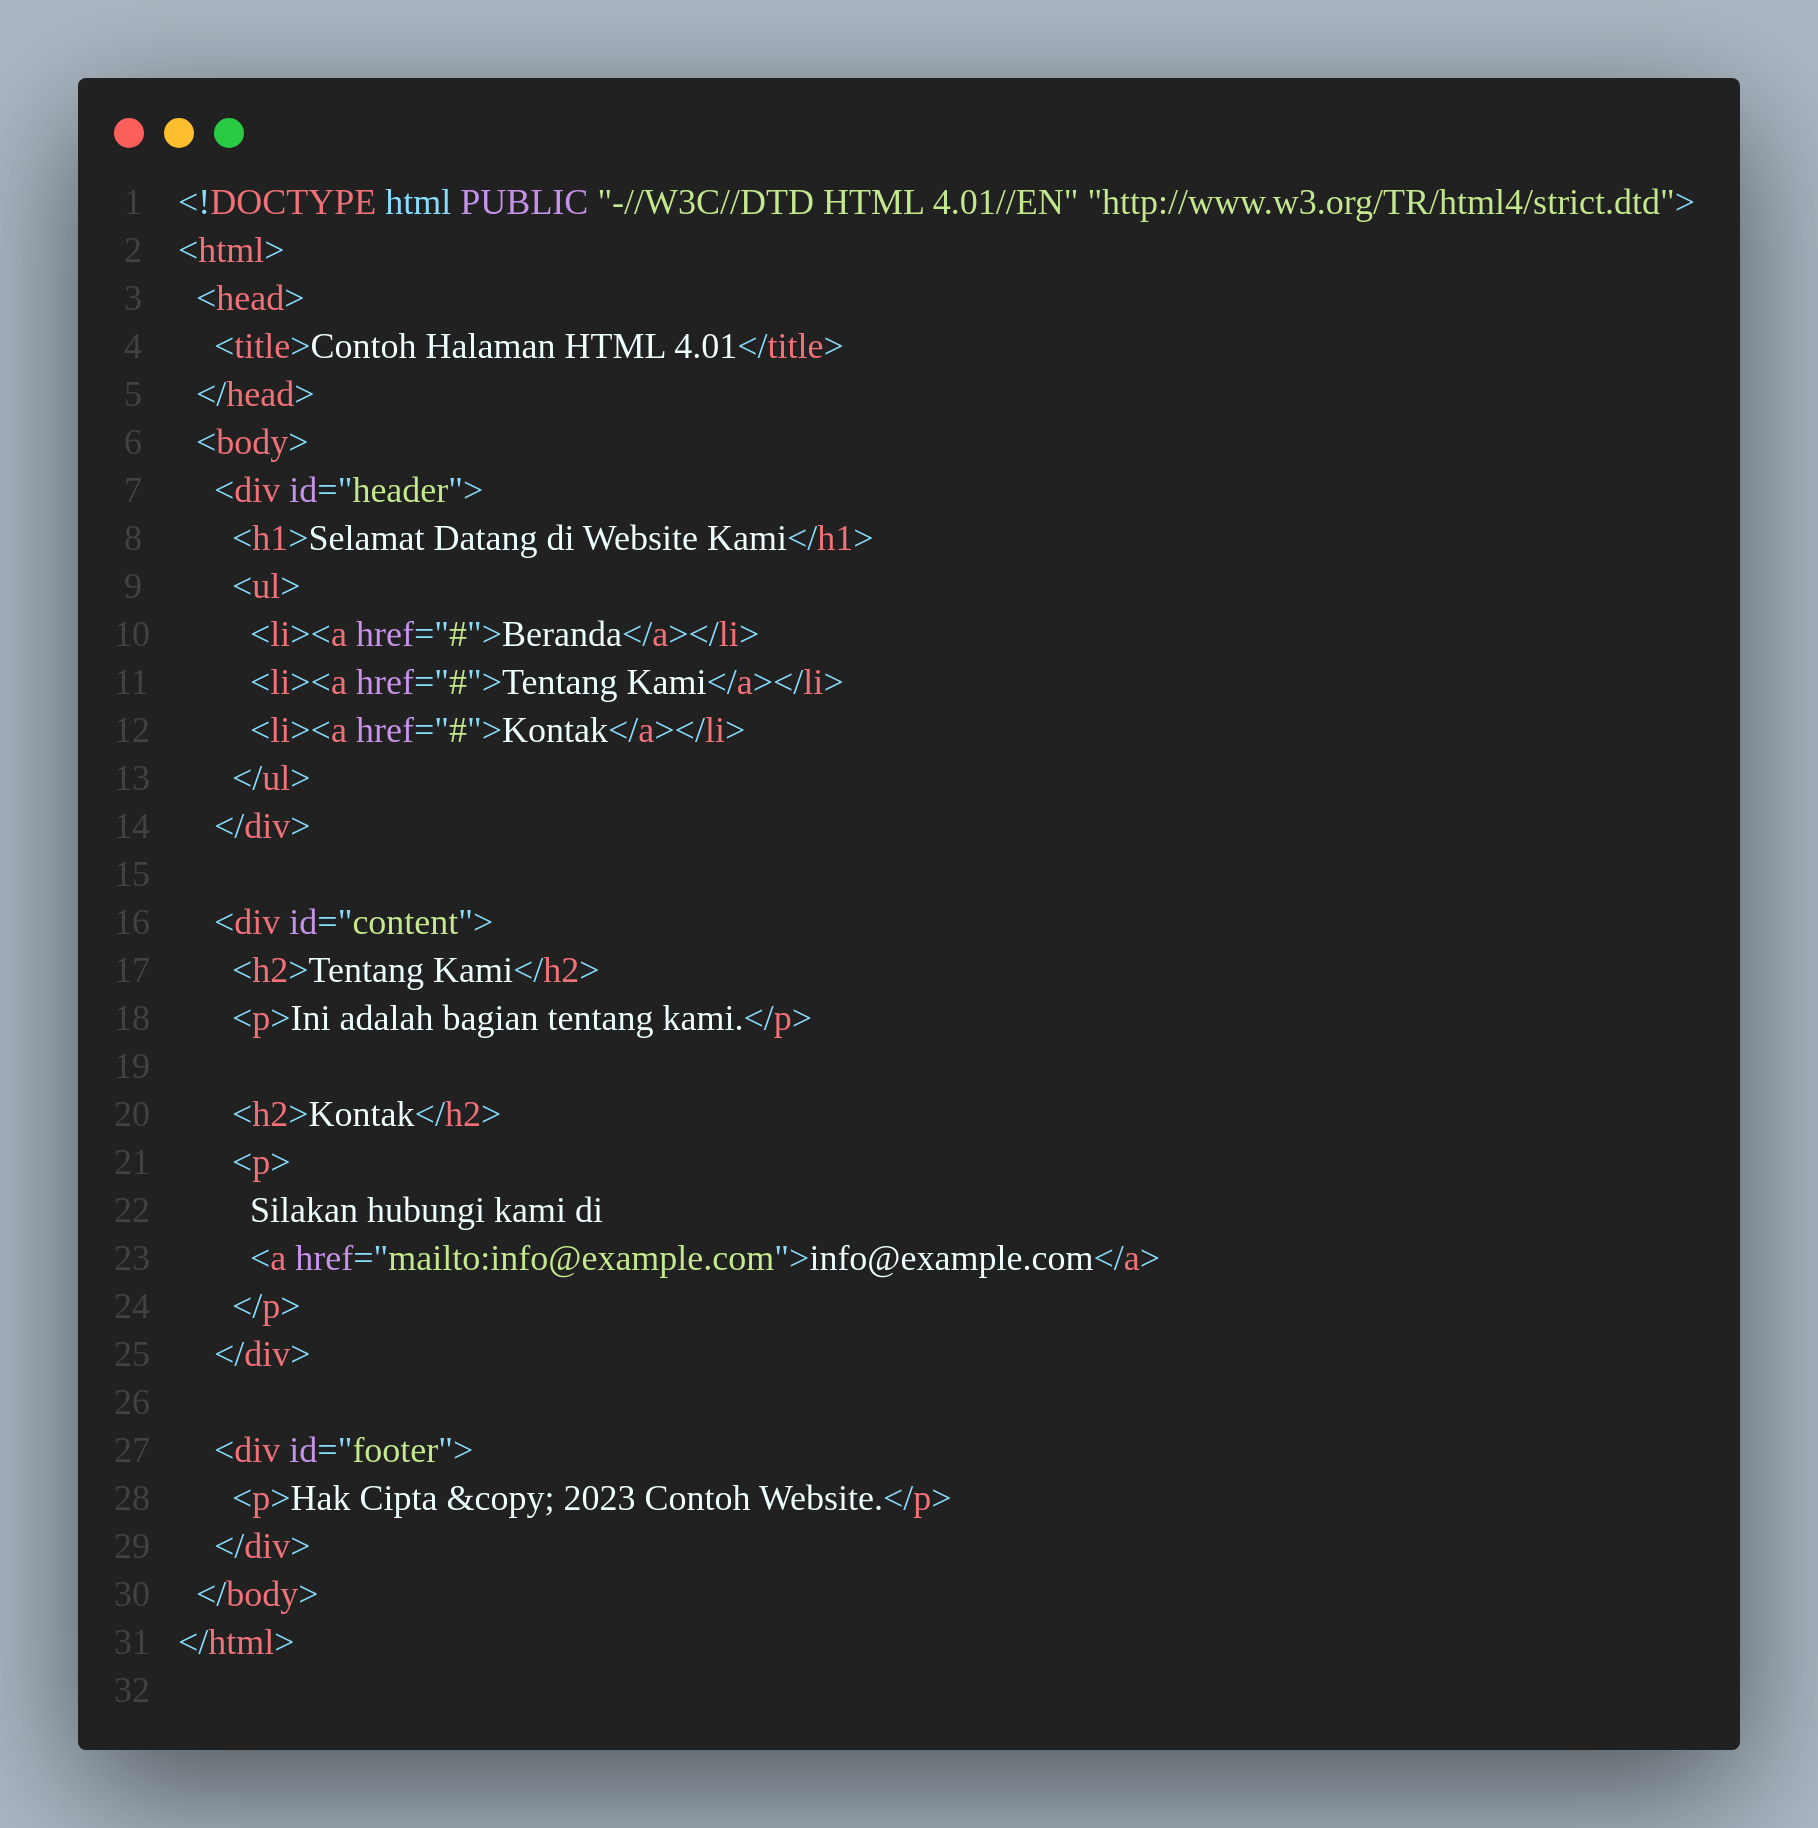 1 <!DOCTYPE html PUBLIC "-//W3C//DTD HTML 4.01//EN" "http://www.w3.org/TR/html4/strict.dtd">
2 <html>
3   <head>
4     <title>Contoh Halaman HTML 4.01</title>
5   </head>
6   <body>
7     <div id="header">
8       <h1>Selamat Datang di Website Kami</h1>
9       <ul>
10         <li><a href="#">Beranda</a></li>
11         <li><a href="#">Tentang Kami</a></li>
12         <li><a href="#">Kontak</a></li>
13       </ul>
14     </div>
15
16     <div id="content">
17       <h2>Tentang Kami</h2>
18       <p>Ini adalah bagian tentang kami.</p>
19
20       <h2>Kontak</h2>
21       <p>
22         Silakan hubungi kami di
23         <a href="mailto:info@example.com">info@example.com</a>
24       </p>
25     </div>
26
27     <div id="footer">
28       <p>Hak Cipta &copy; 2023 Contoh Website.</p>
29     </div>
30   </body>
31 </html>
32